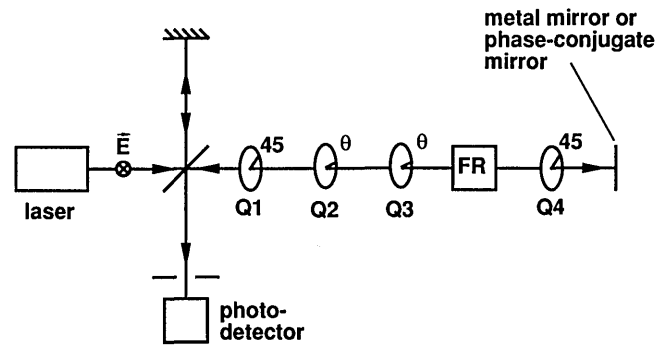 metal mirror or
phase-conjugate
mirror
E
45
θ
θ
FR
45
laser
Q1
Q2
Q3
Q4
photo-
detector